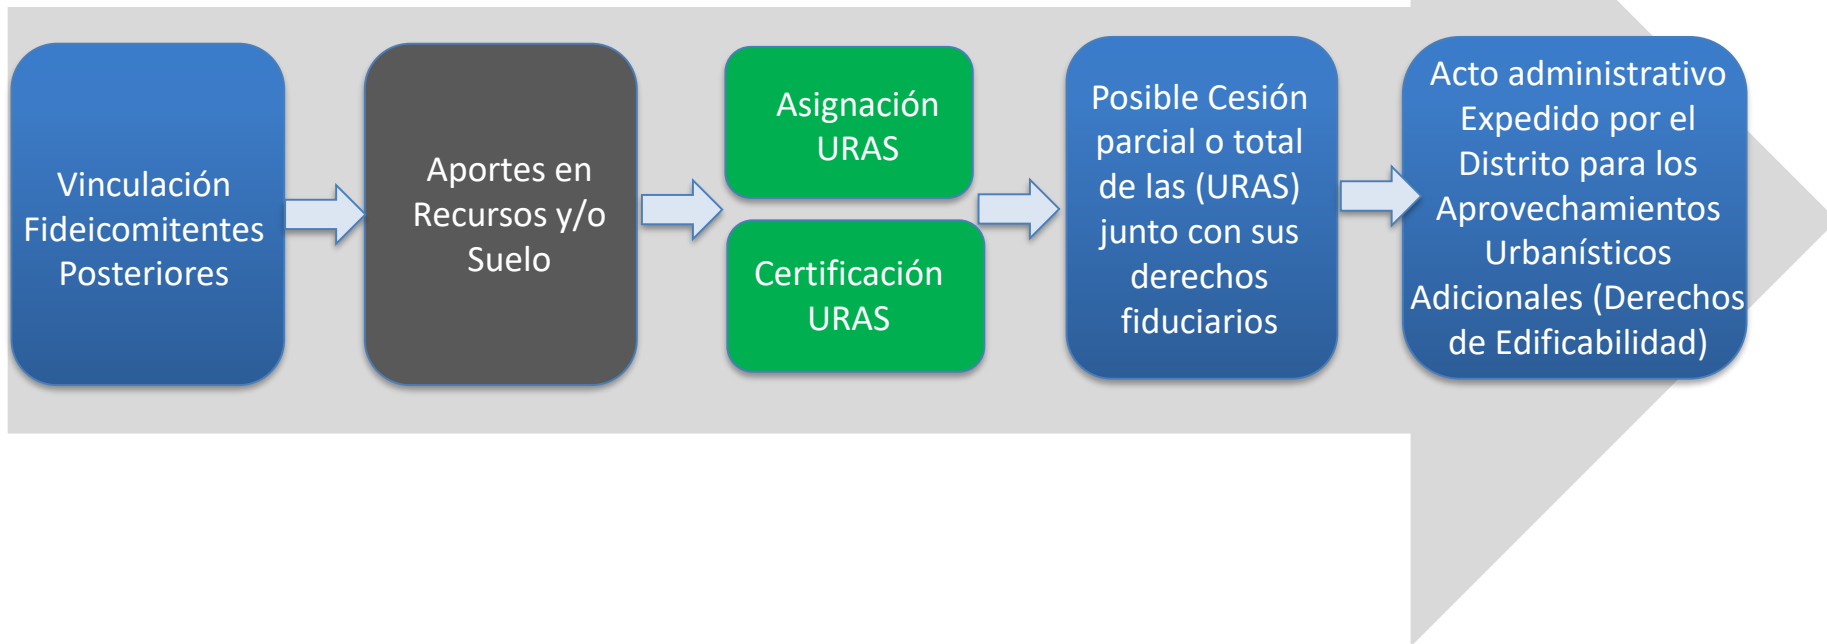 Vinculación
Fideicomitentes
Posteriores
Aportes en
Recursos y/o
Suelo
Asignación
URAS
Certificación
URAS
Posible Cesión
parcial o total
de las (URAS)
junto con sus
derechos
fiduciarios
Acto administrativo
Expedido por el
Distrito para los
Aprovechamientos
Urbanísticos
Adicionales (Derechos
de Edificabilidad)